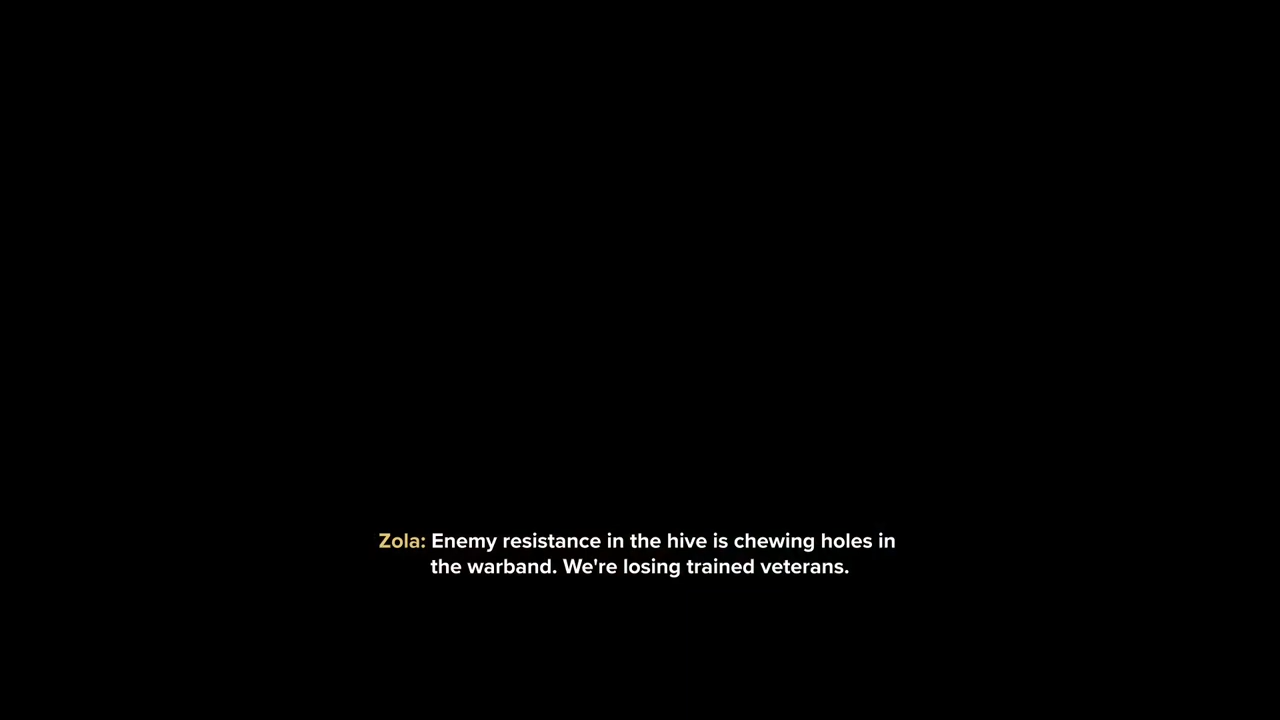 Zola: Enemy resistance in the hive is chewing holes in
the warband. We're losing trained veterans.